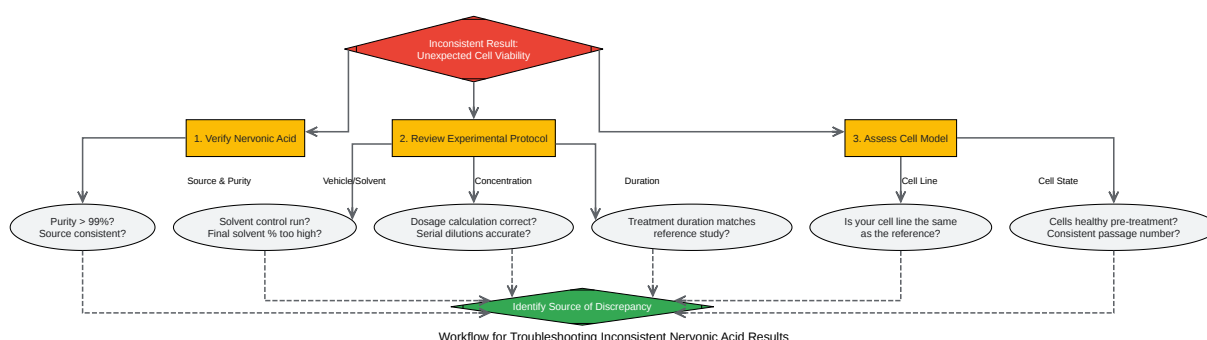 Inconsistent Result:
Unexpected Cell Viability
1. Verify Nervonic Acid
2. Review Experimental Protocol
3. Assess Cell Model
Source & Purity
Vehicle/Solvent
Concentration
Duration
Cell Line
Cell State
Purity > 99%?
Source consistent?
Solvent control run?
Final solvent % too high?
Dosage calculation correct?
Serial dilutions accurate?
Treatment duration matches
reference study?
Is your cell line the same
as the reference?
Cells healthy pre-treatment?
Consistent passage number?
Identify Source of Discrepancy
Workflow for Troubleshooting Inconsistent Nervonic Acid Results